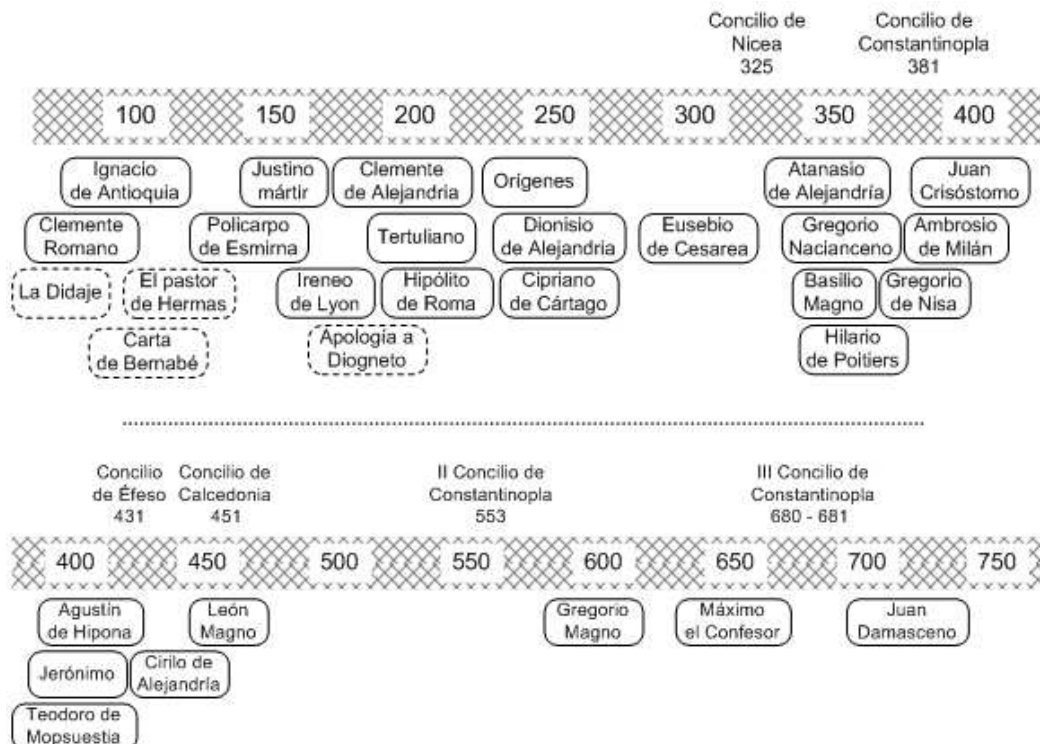 Concilio de
Nicea
325
Concilio de
Constantinopla
381
100 150 200 250 300 350 400
Ignacio
de Antioquia
Justino
mártir
Clemente
de Alejandria
Orígenes
Atanasio
de Alejandría
Juan
Crisóstomo
Clemente
Romano
Policarpo
de Esmirna
Tertuliano
Dionisio
de Alejandria
Eusebio
de Cesarea
Gregorio
Nacianceno
Ambrosio
de Milán
La Didaje
El pastor
de Hermas
Ireneo
de Lyon
Hipólito
de Roma
Cipriano
de Cártago
Basilio
Magno
Gregorio
de Nisa
Carta
de Bernabé
Apología a
Diogneto
Hilario
de Poitiers
Concilio
de Éfeso
431
Concilio de
Calcedonia
451
II Concilio de
Constantinopla
553
III Concilio de
Constantinopla
680 - 681
400 450 500 550 600 650 700 750
Agustín
de Hipona
León
Magno
Gregorio
Magno
Máximo
el Confesor
Juan
Damasceno
Jerónimo
Cirilo de
Alejandría
Teodoro de
Mopsuestia